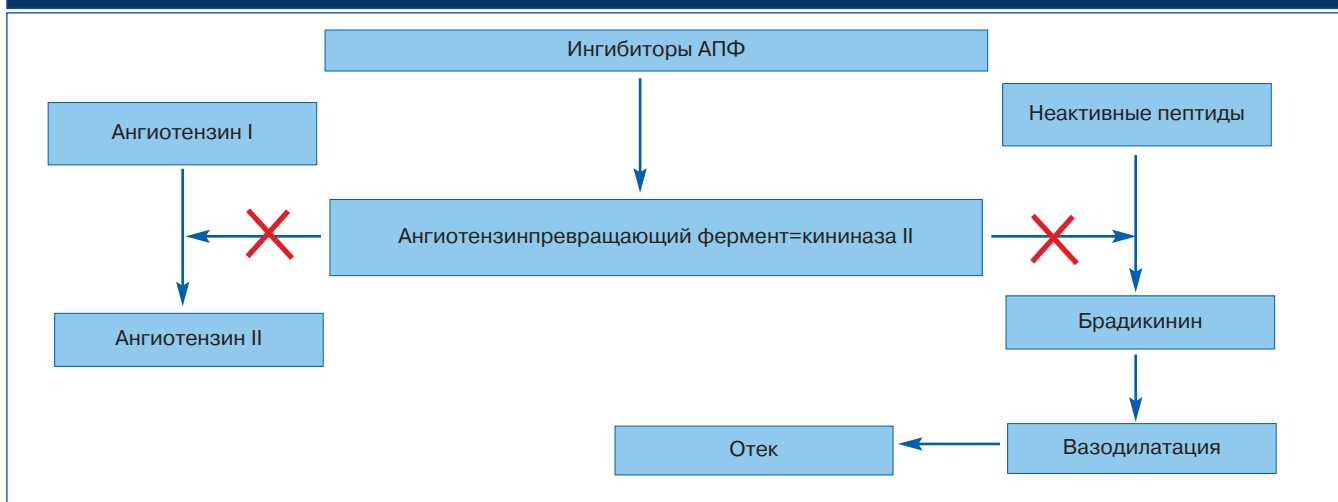 Ингибиторы АПФ
Ангиотензин I
Неактивные пептиды
Ангиотензинпревращающий фермент=кининаза II
Ангиотензин II
Брадикинин
Отек
Вазодилатация